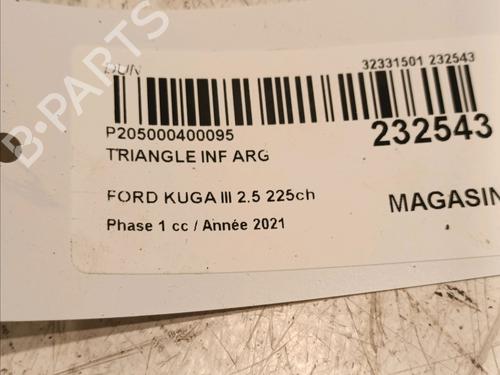 DUN
32331501 232543
P205000400095
232543
TRIANGLE INF ARG
FORD KUGA III 2.5 225ch
MAGASIN
Phase 1 cc / Année 2021